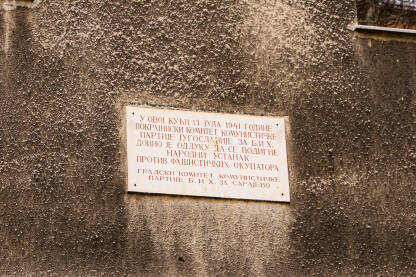 У ОВОЈ КУЋИ 13 ЈУЛА 1941 ГОДИНЕ
ПОКРАЈИНСКИ КОМИТЕТ КОМУНИСТИЧКЕ
ПАРТИЈЕ ЈУГОСЛАВИЈЕ ЗА Б.И Х.
ДОНИО ЈЕ ОДЛУКУ ДА СЕ ПОДИГНЕ
НАРОДНИ УСТАНАК
ПРОТИВ ФАШИСТИЧКИХ ОКУПАТОРА.
ГРАДСКИ КОМИТЕТ КОМУНИСТИЧКЕ
ПАРТИЈЕ Б. И Х. ЗА САРАЈЕВО